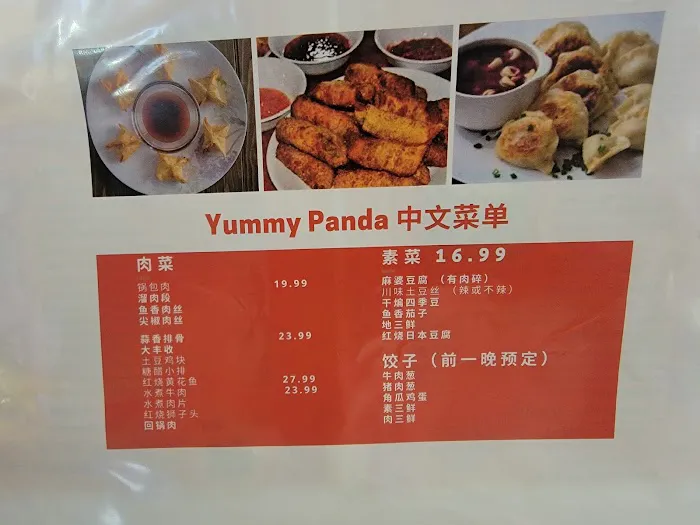 Yummy Panda 中文菜单
肉菜
锅包肉 19.99
溜肉段
鱼香肉丝
尖椒肉丝
蒜香排骨 23.99
大丰收
土豆鸡块
糖醋小排
红烧黄花鱼 27.99
水煮牛肉 23.99
水煮肉片
红烧狮子头
回锅肉
素菜 16.99
麻婆豆腐 （有肉碎）
川味土豆丝 （辣或不辣）
干煸四季豆
鱼香茄子
地三鲜
红烧日本豆腐
饺子（前一晚预定）
牛肉葱
猪肉葱
角瓜鸡蛋
素三鲜
肉三鲜